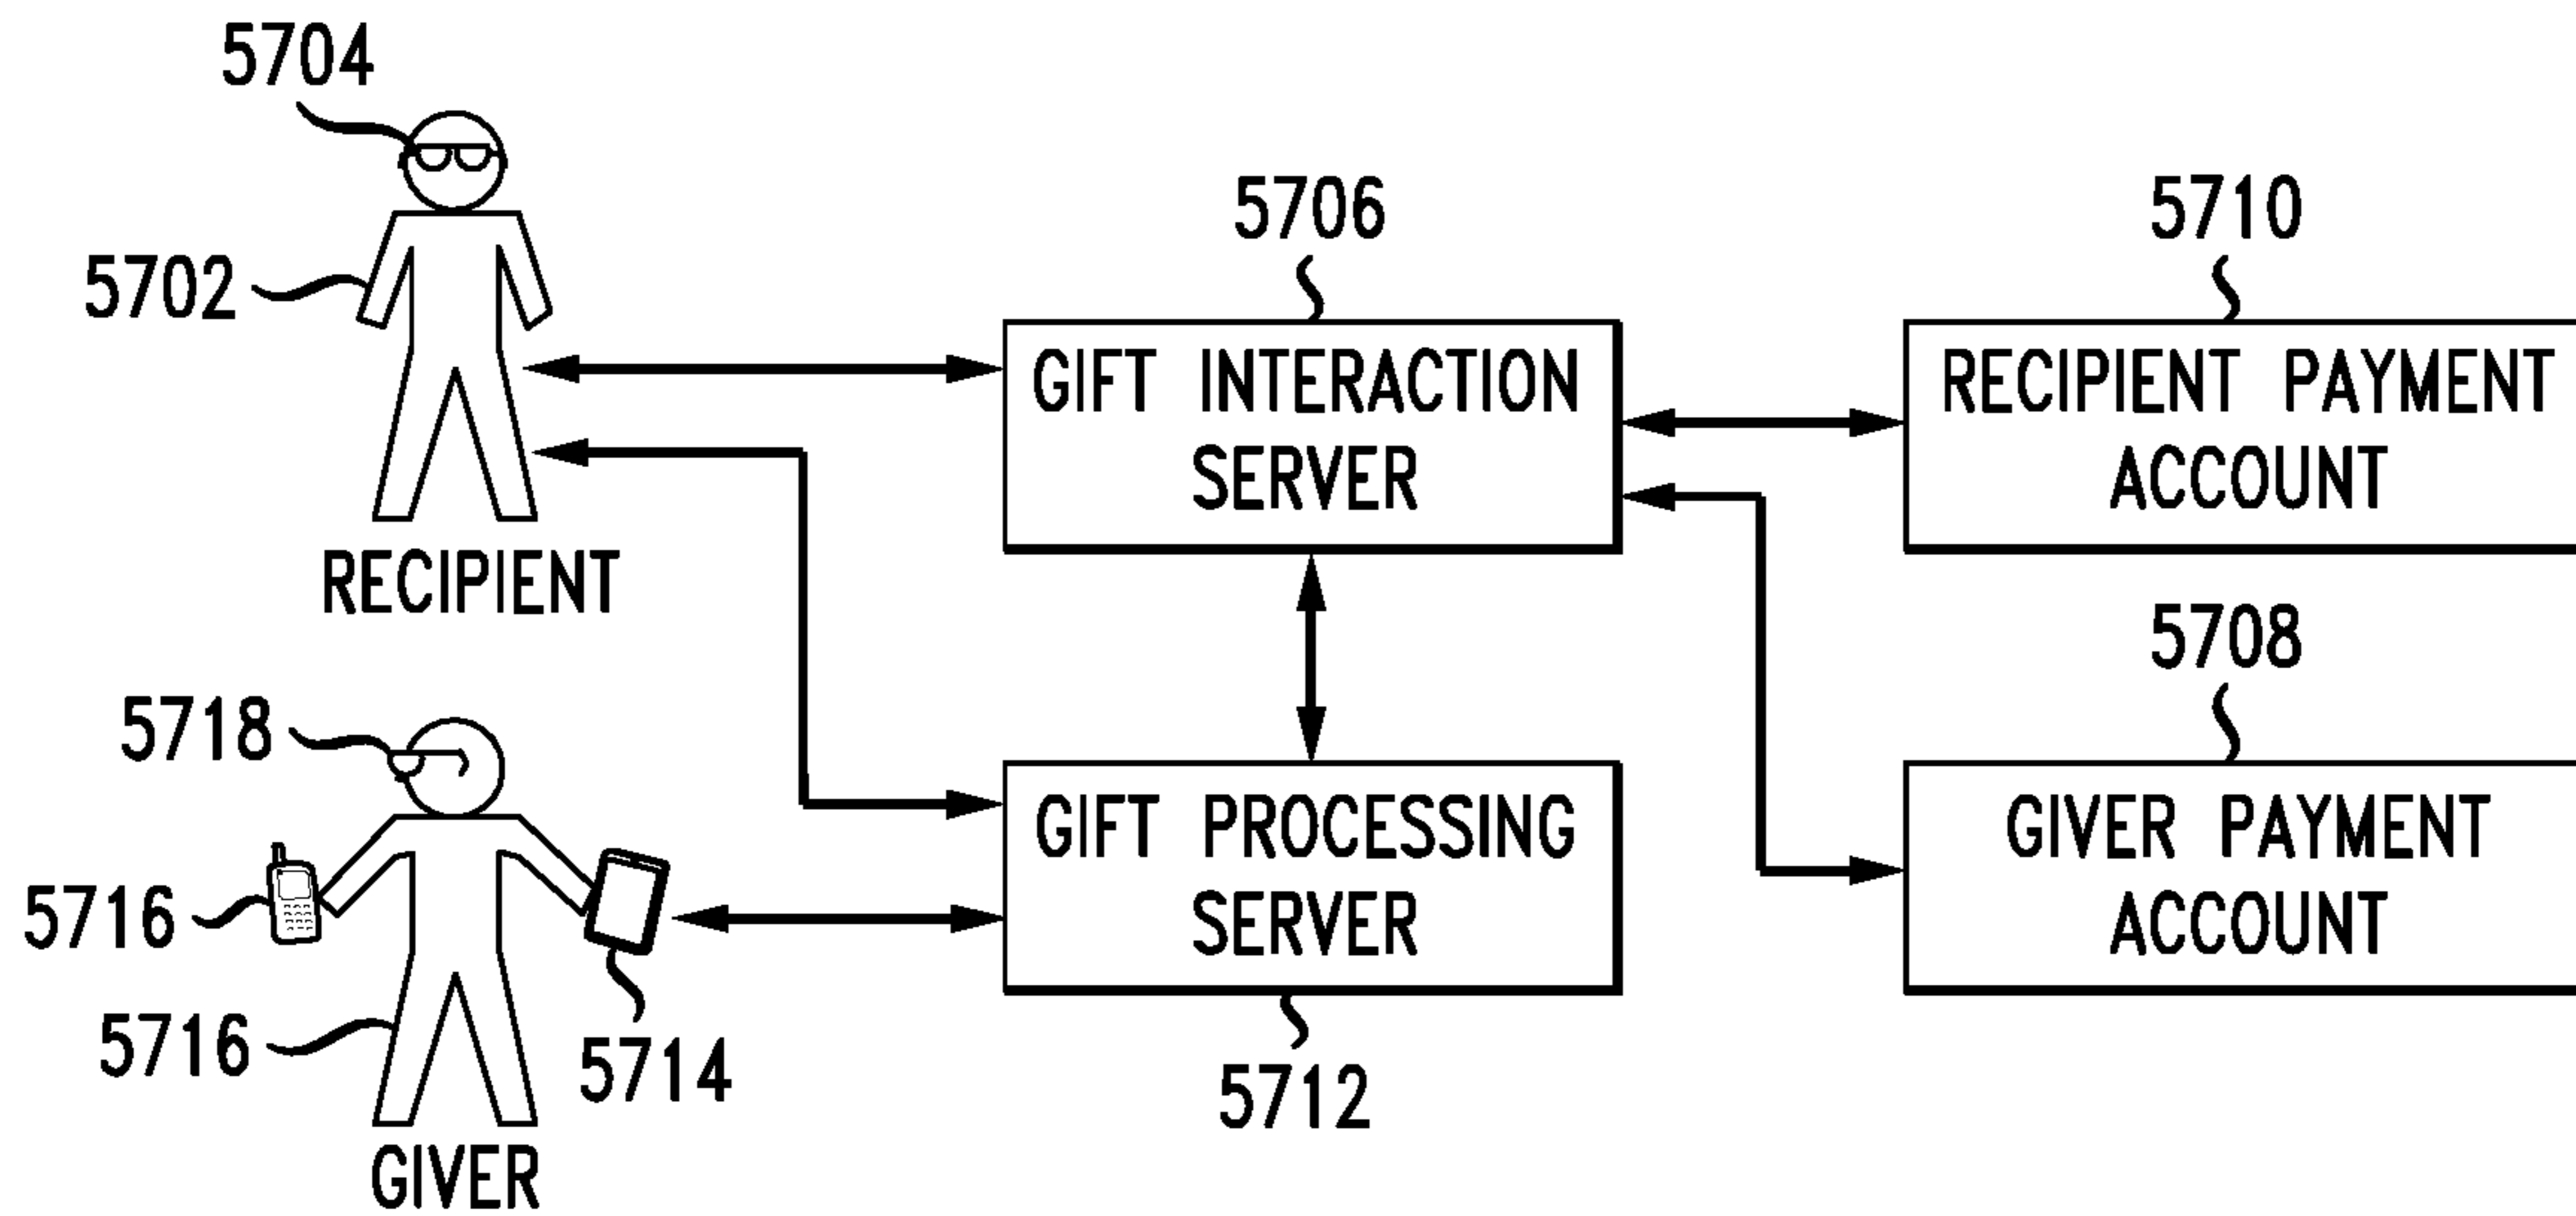 5704
5702
RECIPIENT
5706
GIFT INTERACTION
SERVER
5710
RECIPIENT PAYMENT
ACCOUNT
5718
5716
5716
5714
GIVER
GIFT PROCESSING
SERVER
5712
5708
GIVER PAYMENT
ACCOUNT